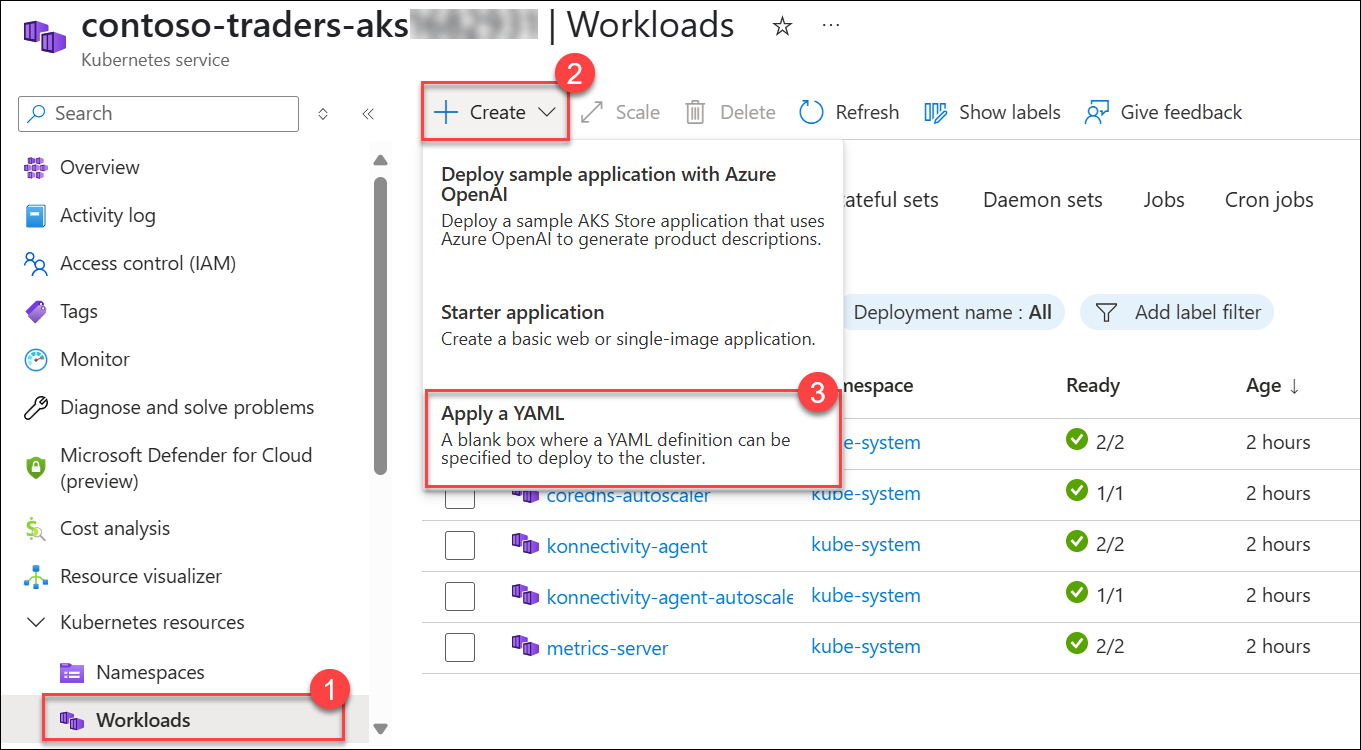 contoso-traders-aks | Workloads
Kubernetes service
Search
Overview
Activity log
Access control (IAM)
Tags
Monitor
Diagnose and solve problems
Microsoft Defender for Cloud
(preview)
Cost analysis
Resource visualizer
Kubernetes resources
Namespaces
Workloads
1
2
Create
Scale
Delete
Refresh
Show labels
Give feedback
Deploy sample application with Azure
OpenAI
Deploy a sample AKS Store application that uses
Azure OpenAI to generate product descriptions.
Starter application
Create a basic web or single-image application.
3
Apply a YAML
A blank box where a YAML definition can be
specified to deploy to the cluster.
ateful sets Daemon sets Jobs Cron jobs
Deployment name : All Add label filter
mespace Ready Age ↓
kube-system 2/2 2 hours
coredns-autoscaler kube-system 1/1 2 hours
konnectivity-agent kube-system 2/2 2 hours
konnectivity-agent-autoscale kube-system 1/1 2 hours
metrics-server kube-system 2/2 2 hours